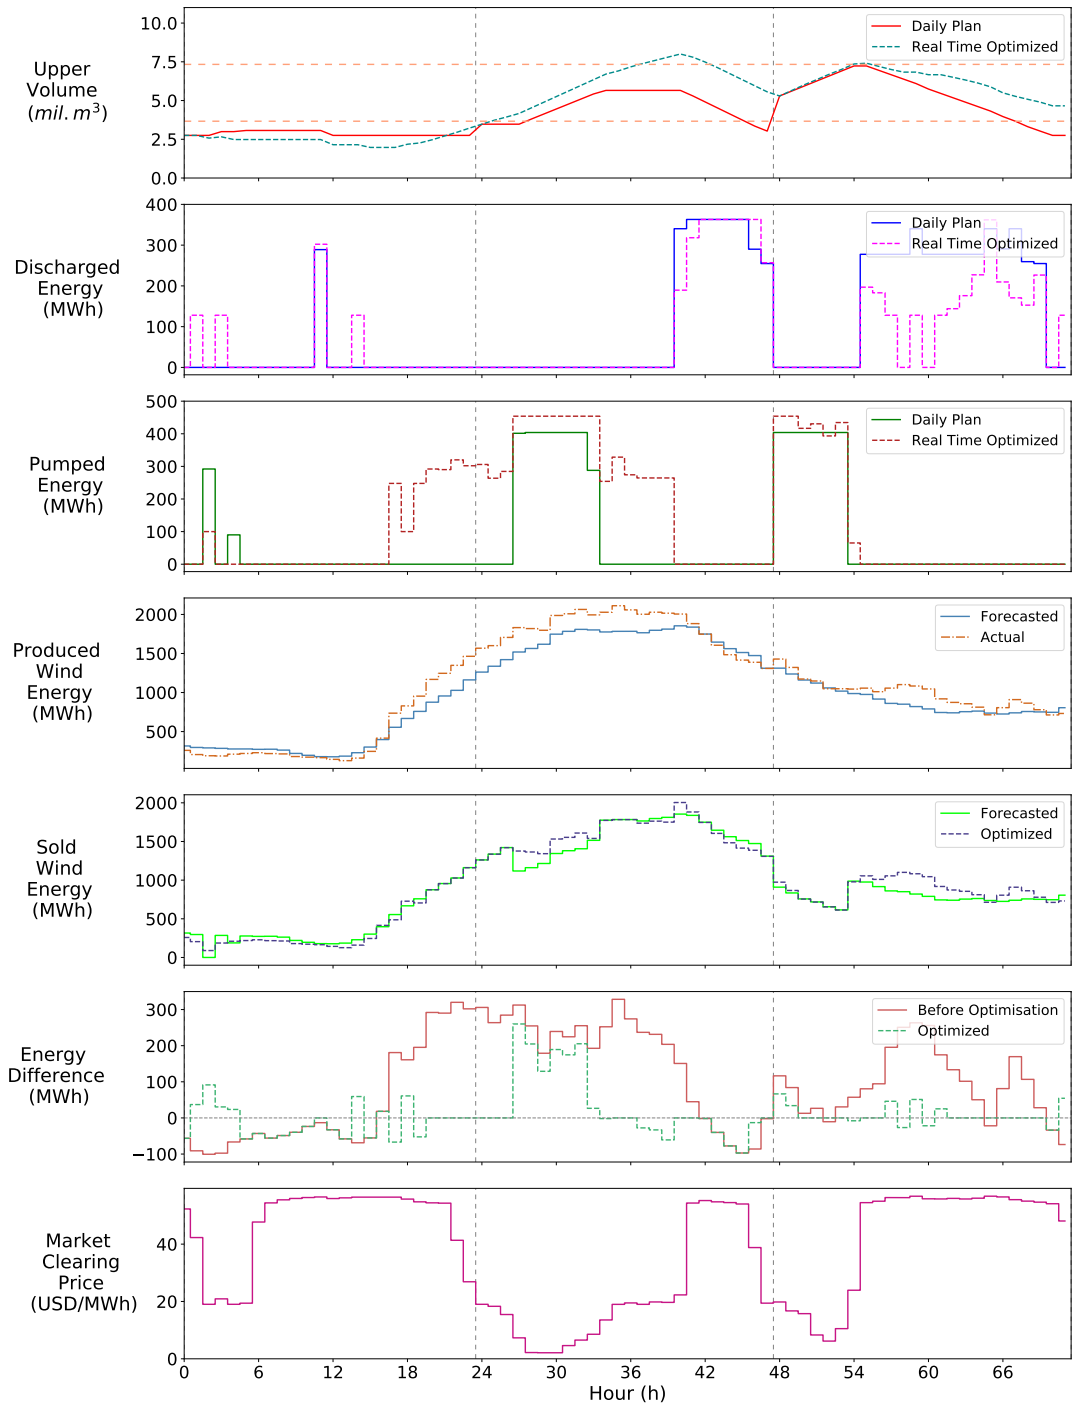 Upper
Volume
(mil.m³)
10.0
7.5
5.0
2.5
0.0
Daily Plan
Real Time Optimized
Discharged
Energy
(MWh)
400
300
200
100
0
Daily Plan
Real Time Optimized
Pumped
Energy
(MWh)
500
400
300
200
100
0
Daily Plan
Real Time Optimized
Produced
Wind
Energy
(MWh)
2000
1500
1000
500
Forecasted
Actual
Sold
Wind
Energy
(MWh)
2000
1500
1000
500
0
Forecasted
Optimized
Energy
Difference
(MWh)
300
200
100
0
−100
Before Optimisation
Optimized
Market
Clearing
Price
(USD/MWh)
40
20
0
0 6 12 18 24 30 36 42 48 54 60 66
Hour (h)